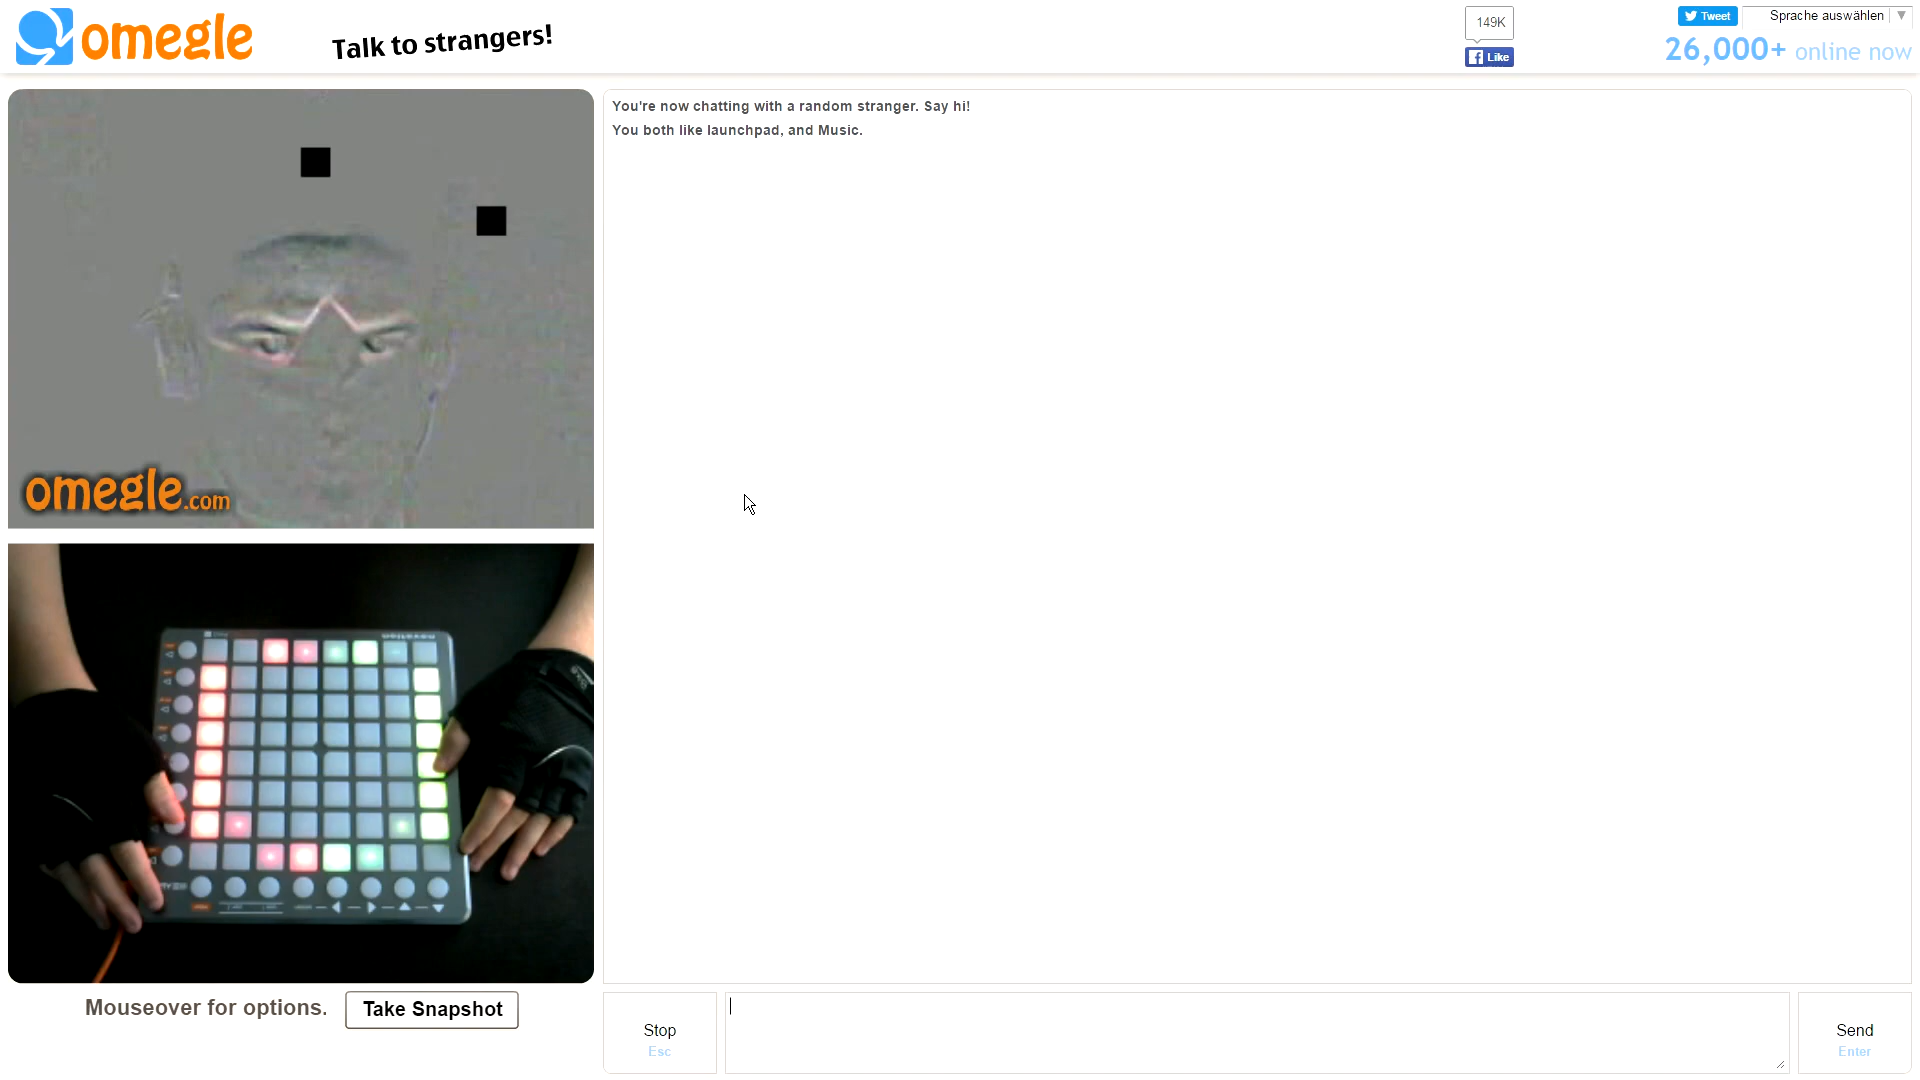 omegle
Talk to strangers!
149K
Like
Tweet
Sprache auswählen
26,000+ online now
You're now chatting with a random stranger. Say hi!
You both like launchpad, and Music.
omegle.com
novation
Mouseover for options.
Take Snapshot
Stop
Esc
Send
Enter